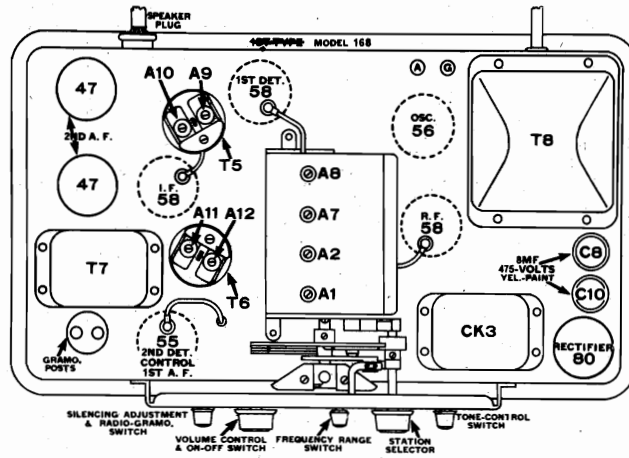 SPEAKER
PLUG
1ST TYPE MODEL 168
47
A10
A9
1ST DET.
58
A
G
OSC.
56
T8
2ND A. F.
47
T5
I.F.
58
A8
A7
A2
A1
R.F.
58
A11
A12
T7
T6
8MF.
475-VOLTS
YEL.-PAINT
C8
C10
CK3
GRAMO.
POSTS
55
2ND DET.
CONTROL
1ST A. F.
RECTIFIER
80
SILENCING ADJUSTMENT
& RADIO-GRAMO.
SWITCH
VOLUME CONTROL
& ON-OFF SWITCH
FREQUENCY RANGE
SWITCH
STATION
SELECTOR
TONE-CONTROL
SWITCH